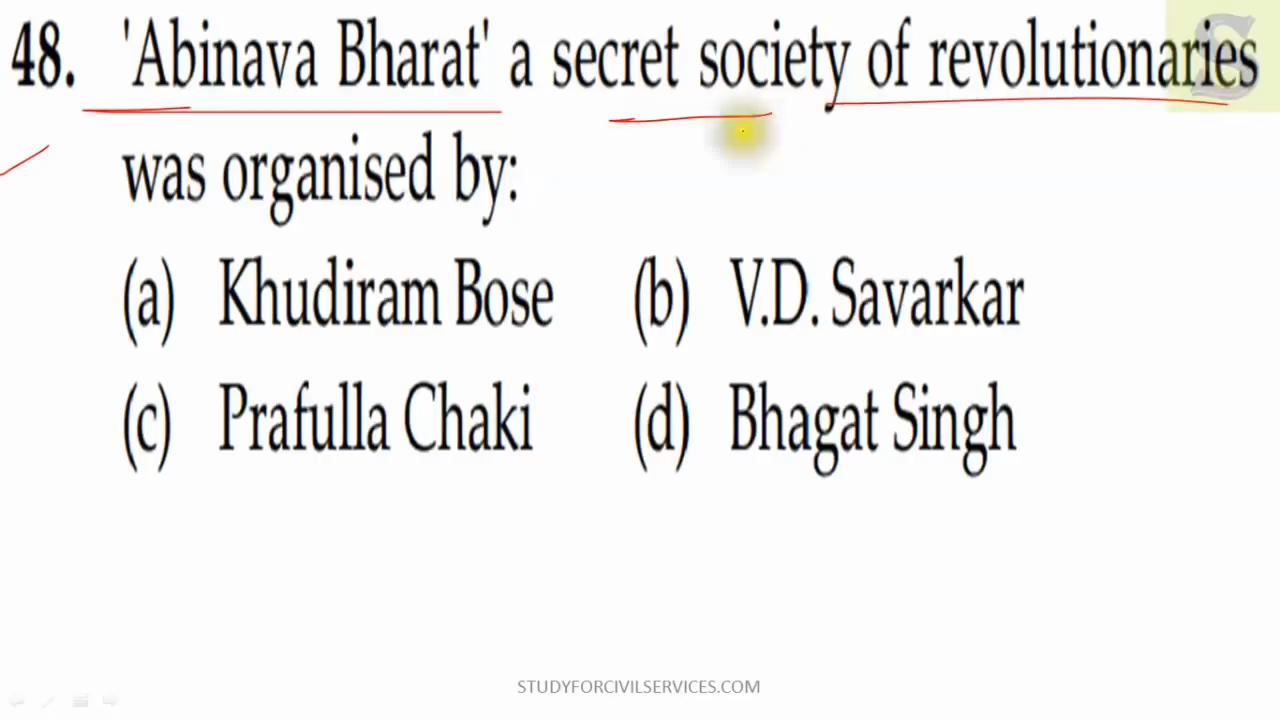 48. 'Abinava Bharat' a secret society of revolutionaries
was organised by:
(a) Khudiram Bose (b) V.D. Savarkar
(c) Prafulla Chaki (d) Bhagat Singh
STUDYFORCIVILSERVICES.COM